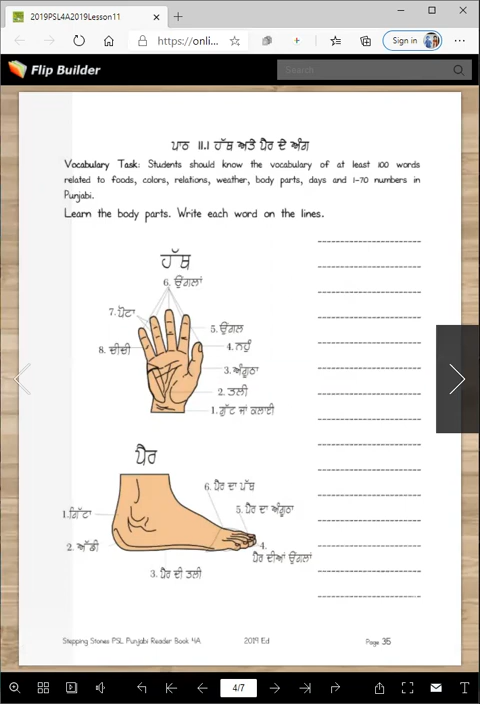 2019PSL4A2019Lesson11
https://onli...
Sign in
Flip Builder
Search
ਪਾਠ 11.1 ਹੱਥ ਅਤੇ ਪੈਰ ਦੇ ਅੰਗ
Vocabulary Task: Students should know the vocabulary of at least 100 words
related to foods, colors, relations, weather, body parts, days and 1-70 numbers in
Punjabi.
Learn the body parts. Write each word on the lines.
ਹੱਥ
6. ਉਂਗਲਾਂ
7. ਪੋਟਾ
5. ਉਂਗਲ
8. ਚੀਚੀ
4. ਨਹੁੰ
3. ਅੰਗੂਠਾ
2. ਤਲੀ
1. ਗੁੱਟ ਜਾਂ ਕਲਾਈ
ਪੈਰ
6. ਪੈਰ ਦਾ ਪੱਬ
5. ਪੈਰ ਦਾ ਅੰਗੂਠਾ
1. ਗਿੱਟਾ
2. ਅੱਡੀ
4.
ਪੈਰ ਦੀਆਂ ਉਂਗਲਾਂ
3. ਪੈਰ ਦੀ ਤਲੀ
Stepping Stones PSL Punjabi Reader Book 4A
2019 Ed
Page 35
4/7